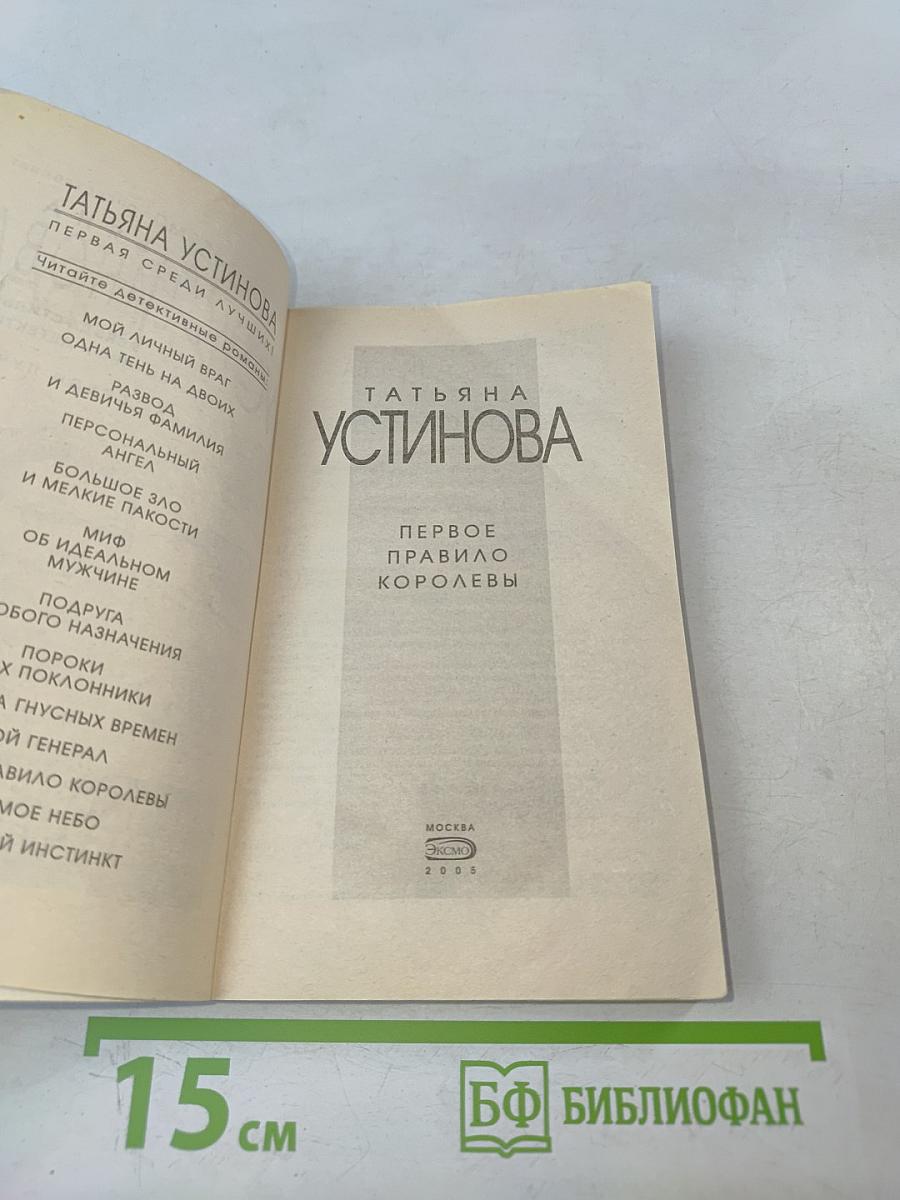 ТАТЬЯНА УСТИНОВА
ПЕРВАЯ СРЕДИ ЛУЧШИХ!
Читайте детективные романы:
МОЙ ЛИЧНЫЙ ВРАГ
ОДНА ТЕНЬ НА ДВОИХ
РАЗВОД
И ДЕВИЧЬЯ ФАМИЛИЯ
ПЕРСОНАЛЬНЫЙ
АНГЕЛ
БОЛЬШОЕ ЗЛО
И МЕЛКИЕ ПАКОСТИ
МИФ
ОБ ИДЕАЛЬНОМ
МУЖЧИНЕ
ПОДРУГА
ОБОГО НАЗНАЧЕНИЯ
ПОРОКИ
Х ПОКЛОННИКИ
А ГНУСНЫХ ВРЕМЕН
ОЙ ГЕНЕРАЛ
АВИЛО КОРОЛЕВЫ
МОЕ НЕБО
Й ИНСТИНКТ
ТАТЬЯНА
УСТИНОВА
ПЕРВОЕ
ПРАВИЛО
КОРОЛЕВЫ
МОСКВА
ЭКСМО
2005
15 см
БФ БИБЛИОФАН